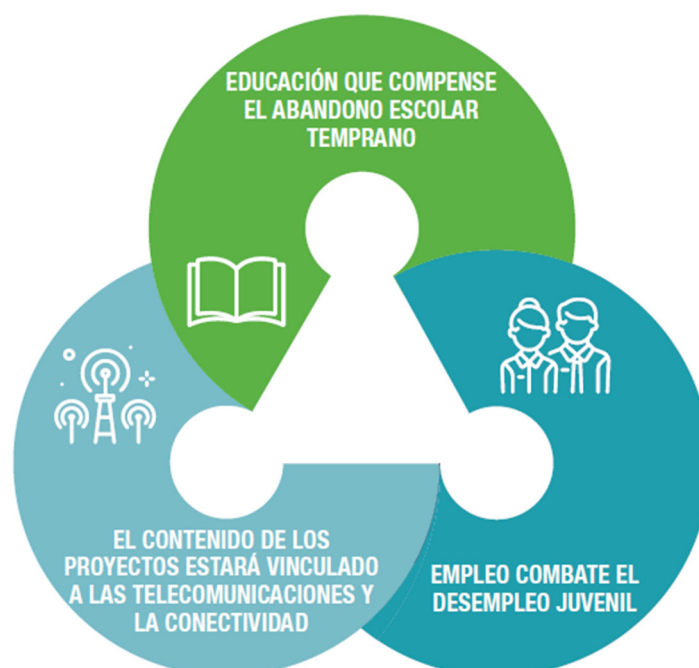 EDUCACIÓN QUE COMPENSE
EL ABANDONO ESCOLAR
TEMPRANO
EL CONTENIDO DE LOS
PROYECTOS ESTARÁ VINCULADO
A LAS TELECOMUNICACIONES Y
LA CONECTIVIDAD
EMPLEO COMBATE EL
DESEMPLEO JUVENIL